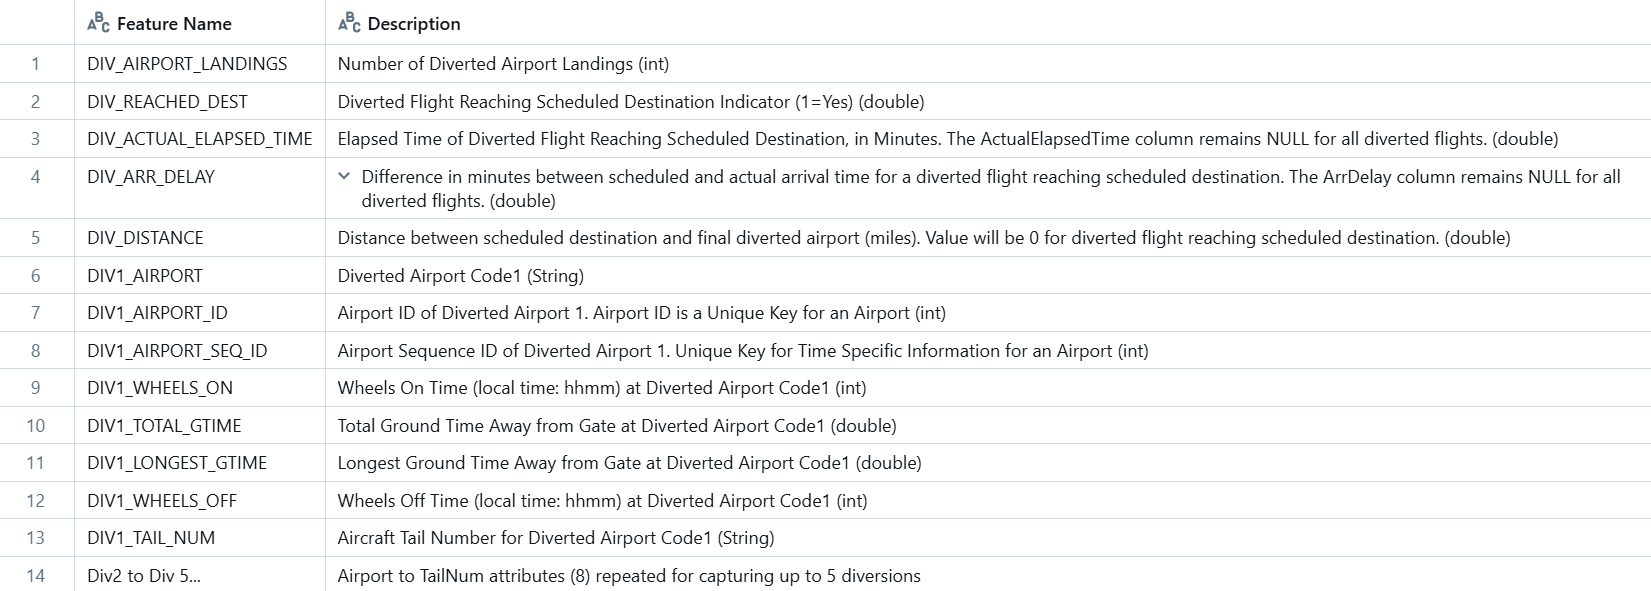 Feature Name Description
1 DIV_AIRPORT_LANDINGS Number of Diverted Airport Landings (int)
2 DIV_REACHED_DEST Diverted Flight Reaching Scheduled Destination Indicator (1=Yes) (double)
3 DIV_ACTUAL_ELAPSED_TIME Elapsed Time of Diverted Flight Reaching Scheduled Destination, in Minutes. The ActualElapsedTime column remains NULL for all diverted flights. (double)
4 DIV_ARR_DELAY Difference in minutes between scheduled and actual arrival time for a diverted flight reaching scheduled destination. The ArrDelay column remains NULL for all
diverted flights. (double)
5 DIV_DISTANCE Distance between scheduled destination and final diverted airport (miles). Value will be 0 for diverted flight reaching scheduled destination. (double)
6 DIV1_AIRPORT Diverted Airport Code1 (String)
7 DIV1_AIRPORT_ID Airport ID of Diverted Airport 1. Airport ID is a Unique Key for an Airport (int)
8 DIV1_AIRPORT_SEQ_ID Airport Sequence ID of Diverted Airport 1. Unique Key for Time Specific Information for an Airport (int)
9 DIV1_WHEELS_ON Wheels On Time (local time: hhmm) at Diverted Airport Code1 (int)
10 DIV1_TOTAL_GTIME Total Ground Time Away from Gate at Diverted Airport Code1 (double)
11 DIV1_LONGEST_GTIME Longest Ground Time Away from Gate at Diverted Airport Code1 (double)
12 DIV1_WHEELS_OFF Wheels Off Time (local time: hhmm) at Diverted Airport Code1 (int)
13 DIV1_TAIL_NUM Aircraft Tail Number for Diverted Airport Code1 (String)
14 Div2 to Div 5... Airport to TailNum attributes (8) repeated for capturing up to 5 diversions